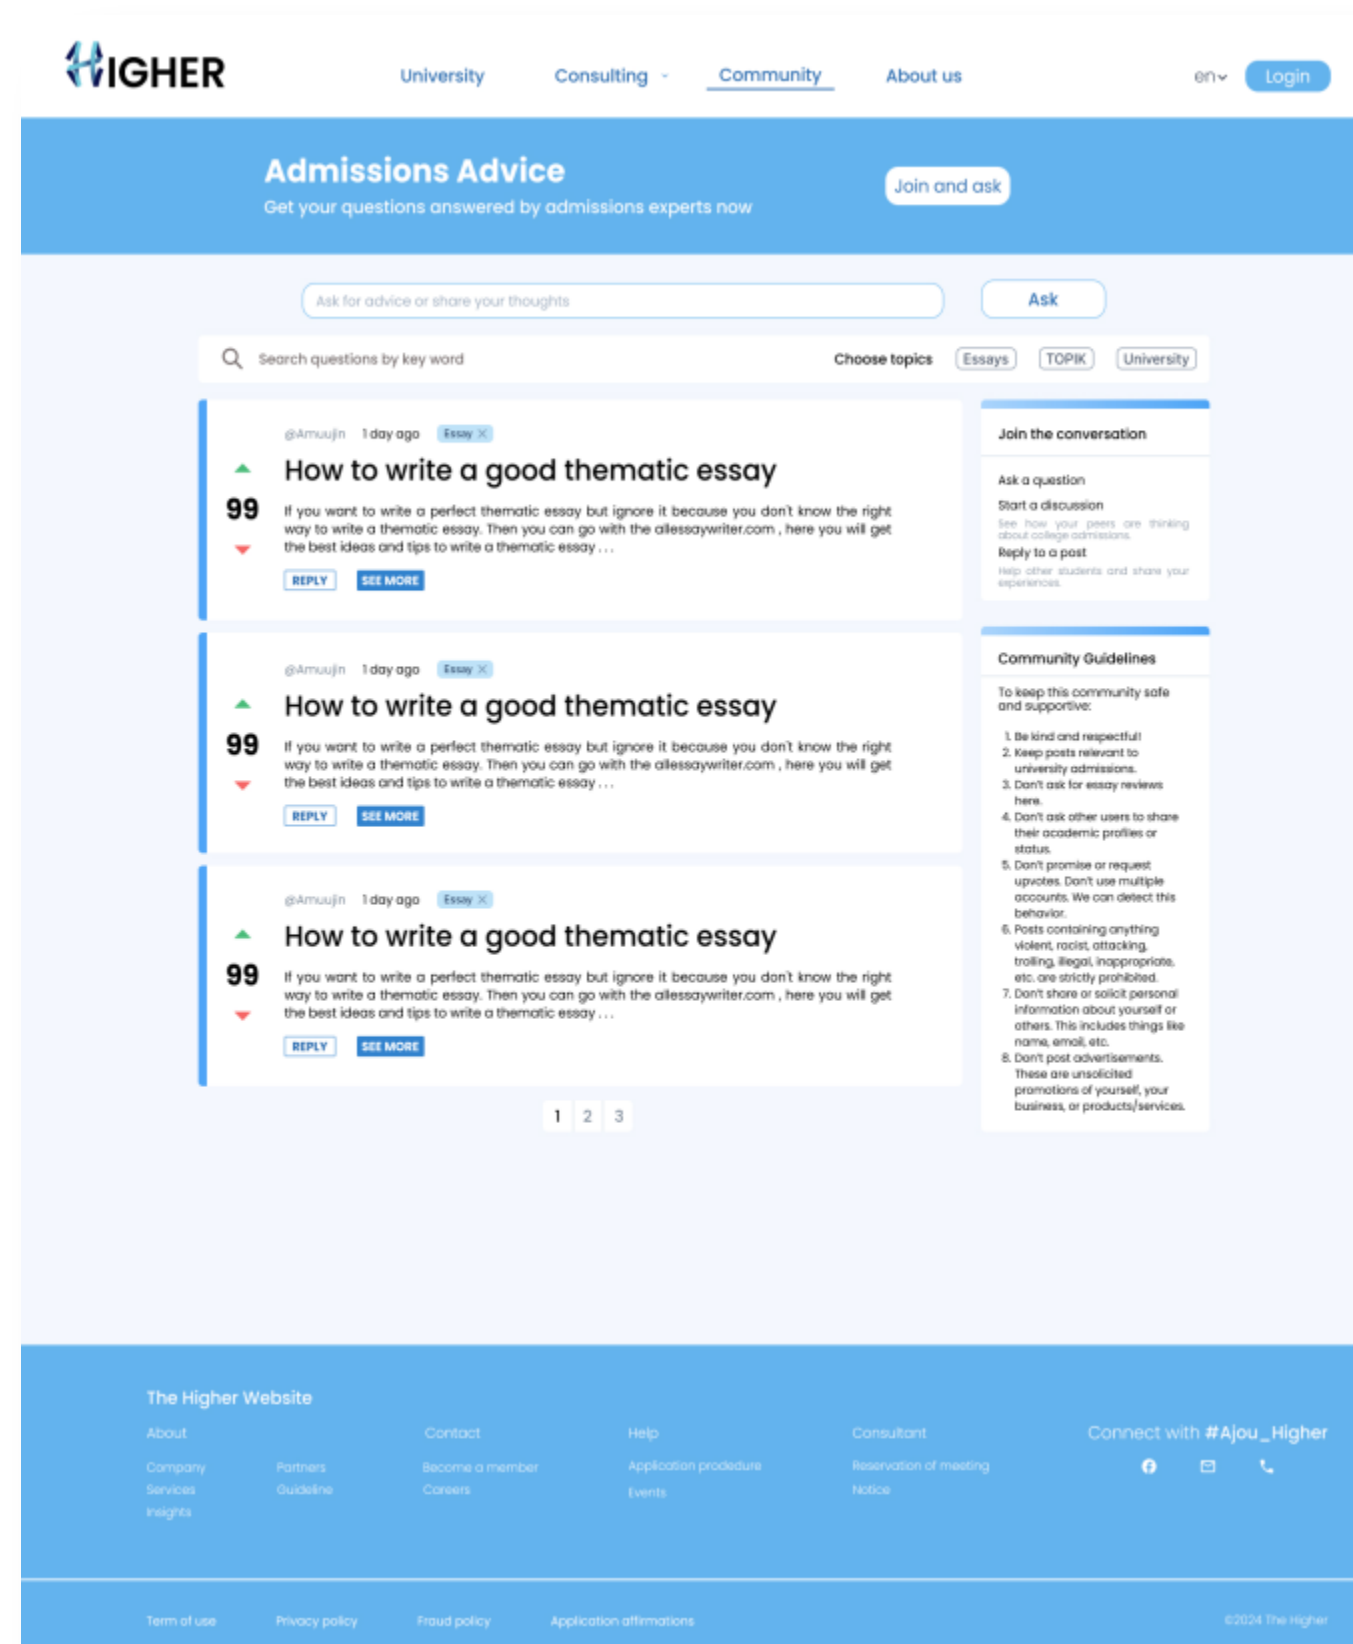 HIGHER
University Consulting Community About us en Login
Admissions Advice
Get your questions answered by admissions experts now
Join and ask
Ask for advice or share your thoughts
Ask
Search questions by key word
Choose topics Essays TOPIK University
@Amuujin 1 day ago Essay ×
How to write a good thematic essay
99
If you want to write a perfect thematic essay but ignore it because you don't know the right
way to write a thematic essay. Then you can go with the allessaywriter.com , here you will get
the best ideas and tips to write a thematic essay . . .
REPLY SEE MORE
@Amuujin 1 day ago Essay ×
How to write a good thematic essay
99
If you want to write a perfect thematic essay but ignore it because you don't know the right
way to write a thematic essay. Then you can go with the allessaywriter.com , here you will get
the best ideas and tips to write a thematic essay . . .
REPLY SEE MORE
@Amuujin 1 day ago Essay ×
How to write a good thematic essay
99
If you want to write a perfect thematic essay but ignore it because you don't know the right
way to write a thematic essay. Then you can go with the allessaywriter.com , here you will get
the best ideas and tips to write a thematic essay . . .
REPLY SEE MORE
1 2 3
Join the conversation
Ask a question
Start a discussion
See how your peers are thinking
about college admissions.
Reply to a post
Help other students and share your
experiences.
Community Guidelines
To keep this community safe
and supportive:
1. Be kind and respectful!
2. Keep posts relevant to
university admissions.
3. Don't ask for essay reviews
here.
4. Don't ask other users to share
their academic profiles or
status.
5. Don't promise or request
upvotes. Don't use multiple
accounts. We can detect this
behavior.
6. Posts containing anything
violent, racist, attacking,
trolling, illegal, inappropriate,
etc. are strictly prohibited.
7. Don't share or solicit personal
information about yourself or
others. This includes things like
name, email, etc.
8. Don't post advertisements.
These are unsolicited
promotions of yourself, your
business, or products/services.
The Higher Website
About Contact Help Consultant Connect with #Ajou_Higher
Company Partners Become a member Application prodedure Reservation of meeting
Services Guideline Careers Events Notice
Insights
Term of use Privacy policy Fraud policy Application affirmations ©2024 The Higher